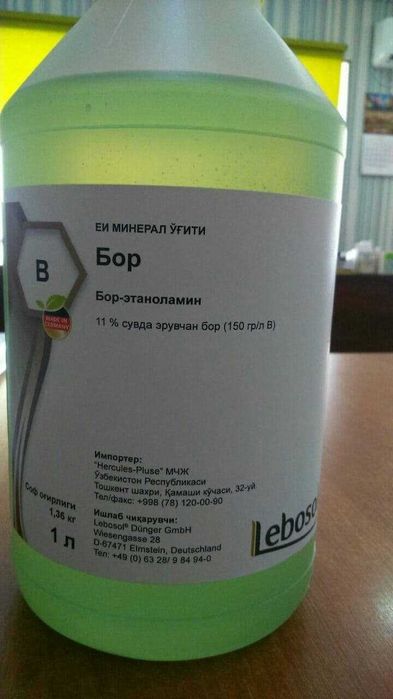 ЕИ МИНЕРАЛ ЎҒИТИ
Бор
B
MADE IN
GERMANY
Бор-этаноламин
11 % сувда эрувчан бор (150 гр/л B)
Импортер:
"Hercules-Pluse" МЧЖ
Ўзбекистон Республикаси
Тошкент шахри, Қамаши кўчаси, 32-уй
Тел/факс: +998 (78) 120-00-90
Ишлаб чиқарувчи:
Lebosol® Dünger GmbH
Wiesengasse 28
D-67471 Elmstein, Deutschland
Тел: +49 (0) 63 28/ 9 84 94-0
Соф оғирлиги
1,36 кг
1 л
Leboso